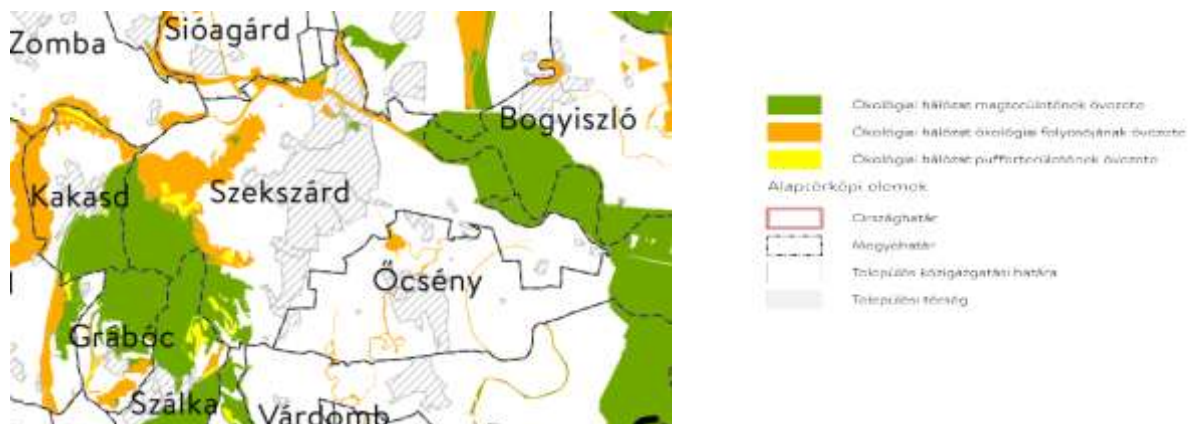 Zomba
Sióagárd
Bogyiszló
Kakasd
Szekszárd
Őcsény
Grábóc
Szálka
Várdomb
Ökológiai hálózat magterületének övezete
Ökológiai hálózat ökológiai folyosójának övezete
Ökológiai hálózat pufferterületének övezete
Alaptérképi elemek
Országhatár
Megyehatár
Település közigazgatási határa
Települési térség